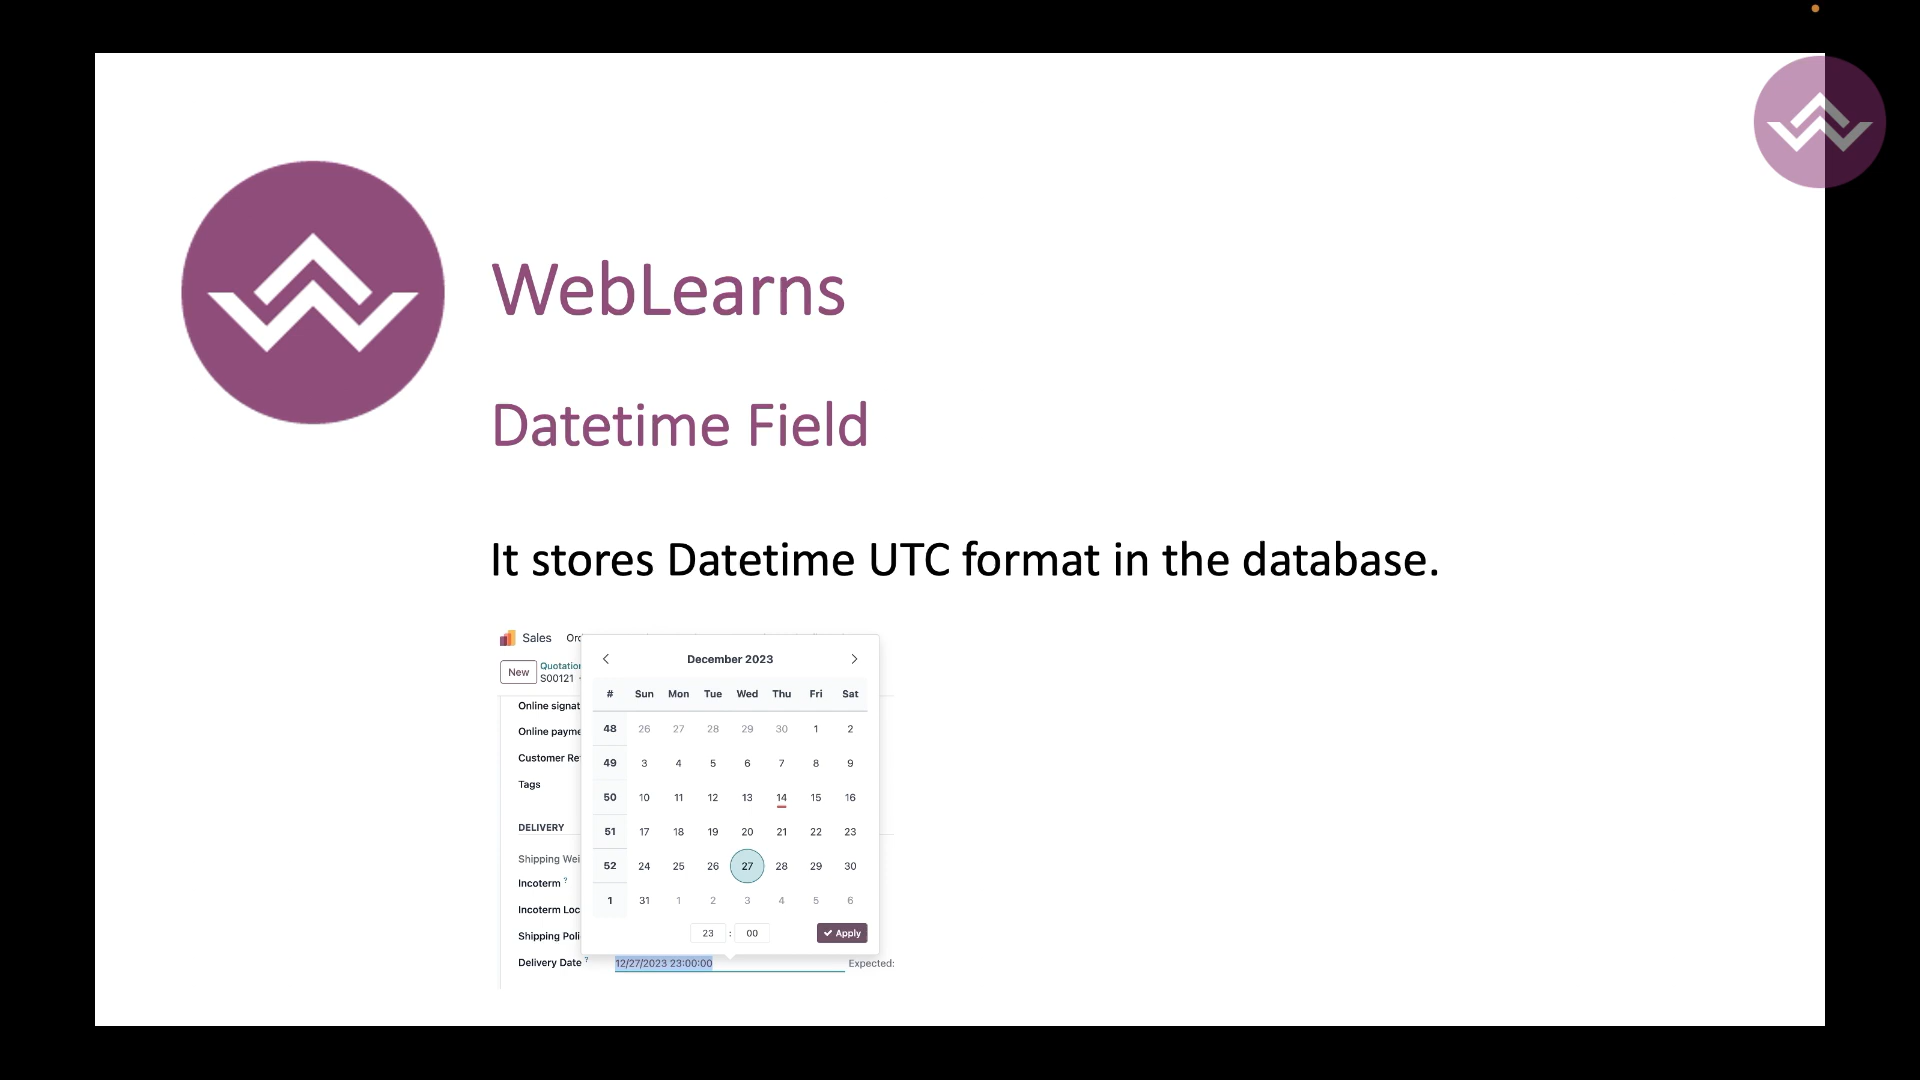 WebLearns
Datetime Field
It stores Datetime UTC format in the database.
Sales
New
Quotation
S00121
Online signat
Online payme
Customer Re
Tags
DELIVERY
Shipping Wei
Incoterm ?
Incoterm Loc
Shipping Poli
Delivery Date ? 12/27/2023 23:00:00 Expected:
December 2023
# Sun Mon Tue Wed Thu Fri Sat
48 26 27 28 29 30 1 2
49 3 4 5 6 7 8 9
50 10 11 12 13 14 15 16
51 17 18 19 20 21 22 23
52 24 25 26 27 28 29 30
1 31 1 2 3 4 5 6
23 : 00 Apply